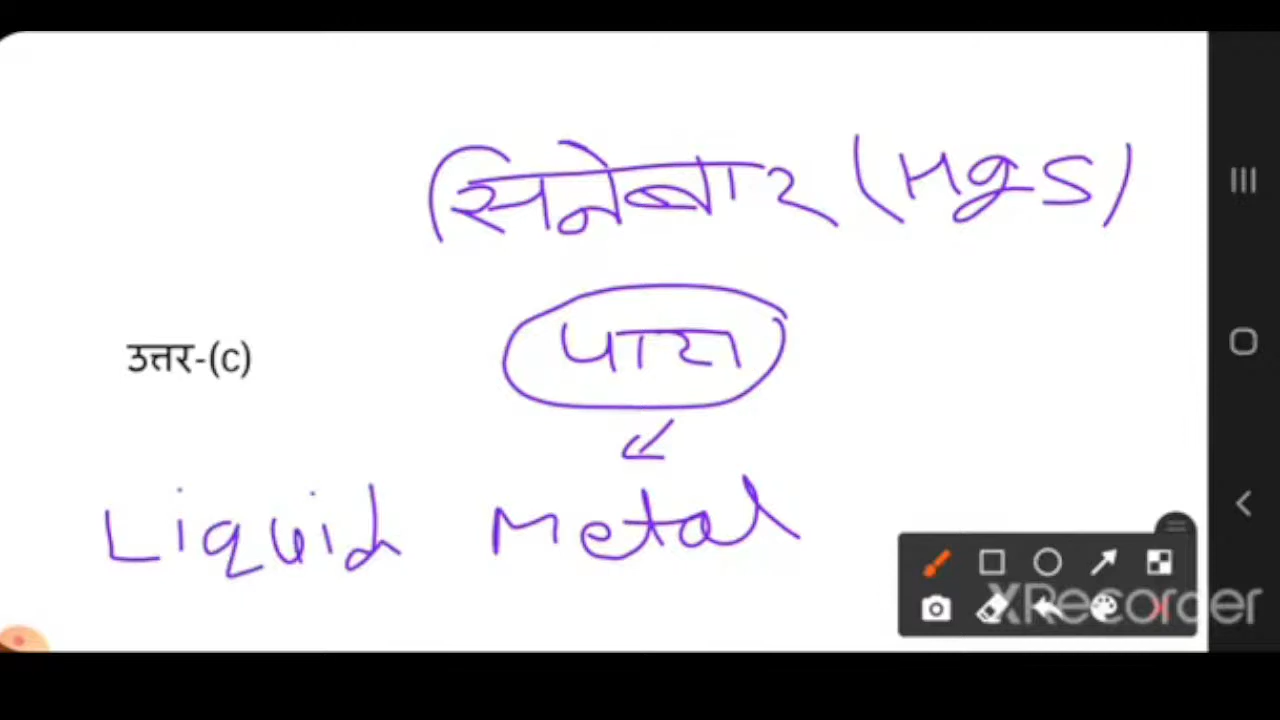 सिनेबार (HgS)
पारा
उत्तर-(c)
Liquid Metal
XRecorder